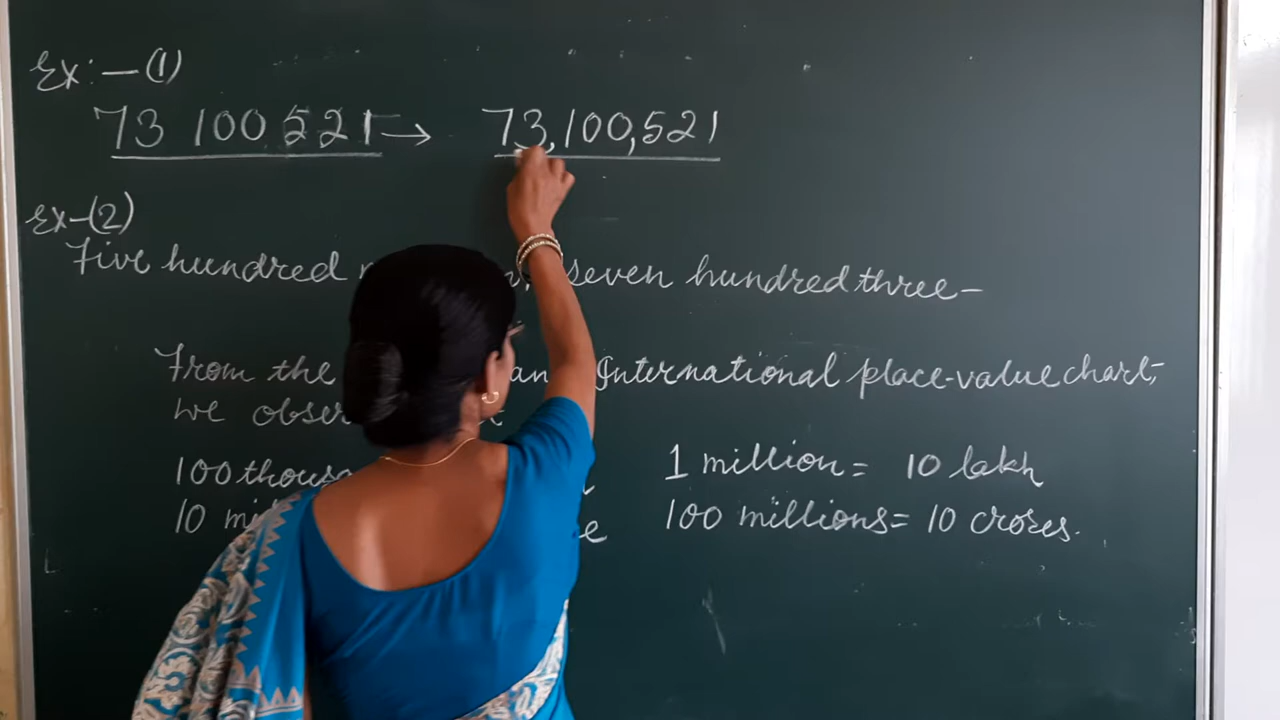 Ex:-(1)
73 100 521 → 73,100,521
Ex-(2)
Five hundred seven hundred three-
From the International place-value chart,
we
100 1 million = 10 lakh
10 100 millions = 10 crores.